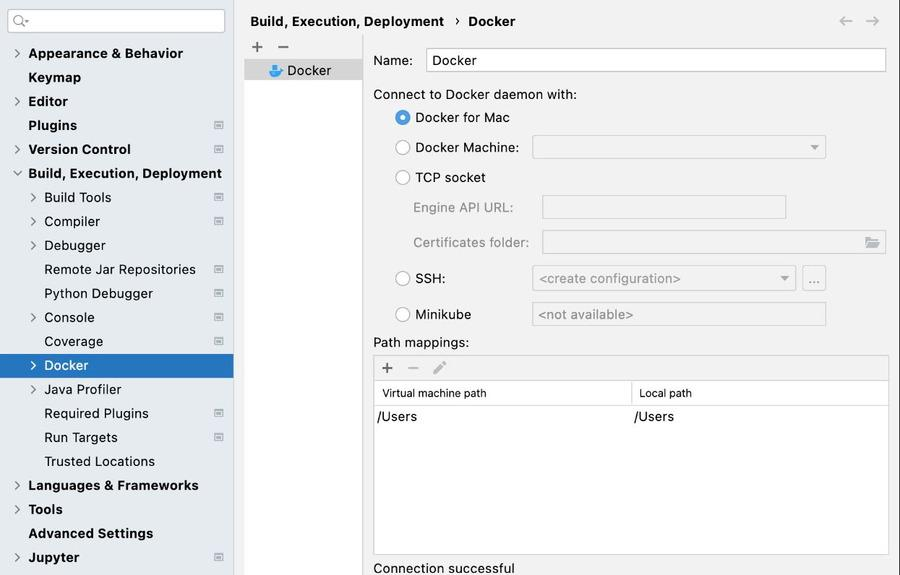 Build, Execution, Deployment › Docker
Appearance & Behavior
Keymap
Editor
Plugins
Version Control
Build, Execution, Deployment
Build Tools
Compiler
Debugger
Remote Jar Repositories
Python Debugger
Console
Coverage
Docker
Java Profiler
Required Plugins
Run Targets
Trusted Locations
Languages & Frameworks
Tools
Advanced Settings
Jupyter
Docker
Name: Docker
Connect to Docker daemon with:
Docker for Mac
Docker Machine:
TCP socket
Engine API URL:
Certificates folder:
SSH: <create configuration> ...
Minikube <not available>
Path mappings:
Virtual machine path Local path
/Users /Users
Connection successful